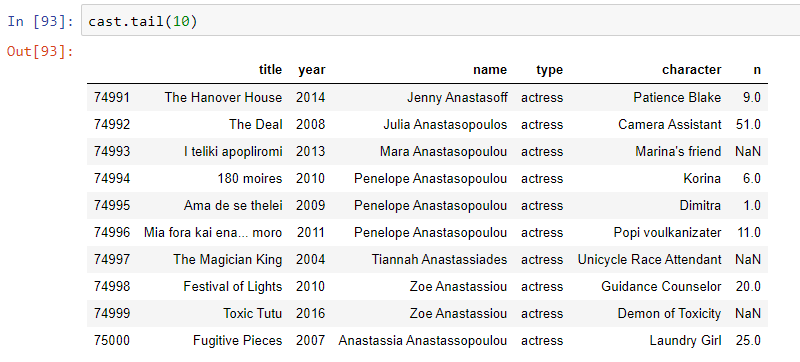 In [93]: cast.tail(10)
Out[93]:
title year name type character n
74991 The Hanover House 2014 Jenny Anastasoff actress Patience Blake 9.0
74992 The Deal 2008 Julia Anastasopoulos actress Camera Assistant 51.0
74993 I teliki apopliromi 2013 Mara Anastasopoulou actress Marina's friend NaN
74994 180 moires 2010 Penelope Anastasopoulou actress Korina 6.0
74995 Ama de se thelei 2009 Penelope Anastasopoulou actress Dimitra 1.0
74996 Mia fora kai ena... moro 2011 Penelope Anastasopoulou actress Popi voulkanizater 11.0
74997 The Magician King 2004 Tiannah Anastassiades actress Unicycle Race Attendant NaN
74998 Festival of Lights 2010 Zoe Anastassiou actress Guidance Counselor 20.0
74999 Toxic Tutu 2016 Zoe Anastassiou actress Demon of Toxicity NaN
75000 Fugitive Pieces 2007 Anastassia Anastassopoulou actress Laundry Girl 25.0